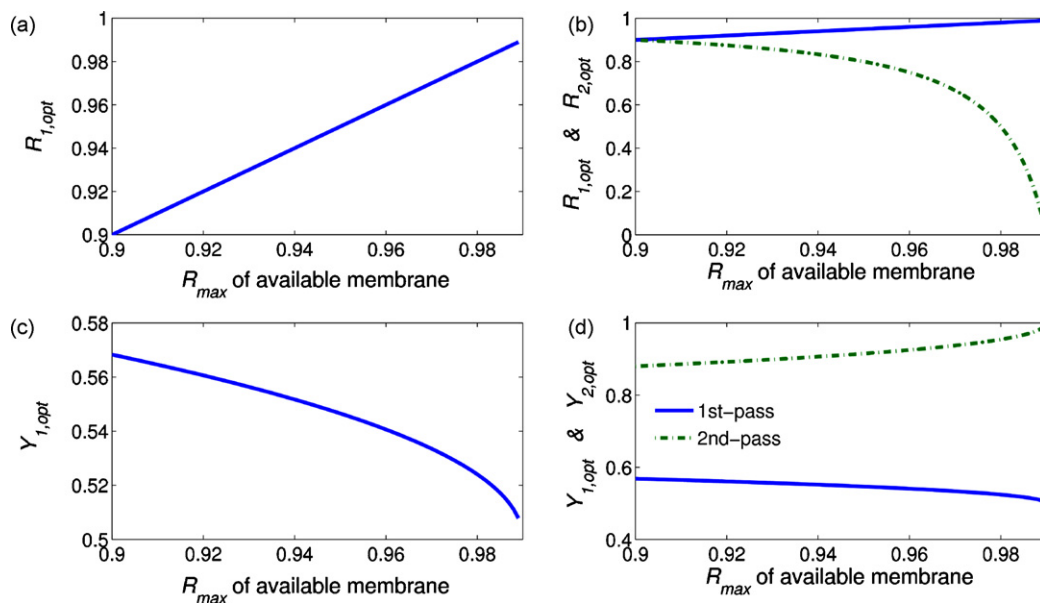 (a)
1
0.98
0.96
0.94
0.92
0.9
R1,opt
0.9 0.92 0.94 0.96 0.98
Rmax of available membrane
(b)
1
0.8
0.6
0.4
0.2
0
R1,opt & R2,opt
0.9 0.92 0.94 0.96 0.98
Rmax of available membrane
(c)
0.58
0.56
0.54
0.52
0.5
Y1,opt
0.9 0.92 0.94 0.96 0.98
Rmax of available membrane
(d)
1
0.8
0.6
0.4
Y1,opt & Y2,opt
1st-pass
2nd-pass
0.9 0.92 0.94 0.96 0.98
Rmax of available membrane